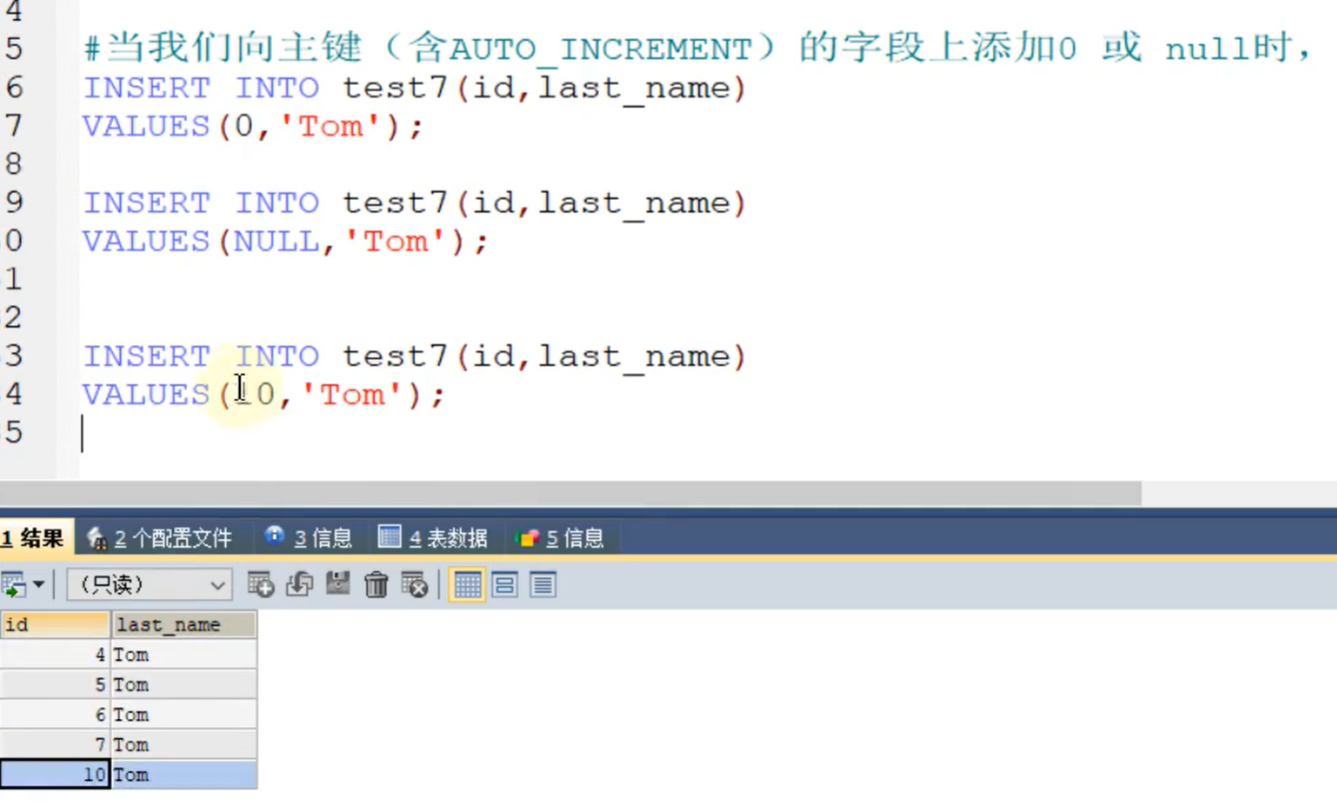 4
5 #当我们向主键（含AUTO_INCREMENT）的字段上添加0 或 null时，
6 INSERT INTO test7(id,last_name)
7 VALUES(0,'Tom');
8
9 INSERT INTO test7(id,last_name)
0 VALUES(NULL,'Tom');
1
2
3 INSERT INTO test7(id,last_name)
4 VALUES(10,'Tom');
5
1 结果 2 个配置文件 3 信息 4 表数据 5 信息
（只读）
id last_name
4 Tom
5 Tom
6 Tom
7 Tom
10 Tom